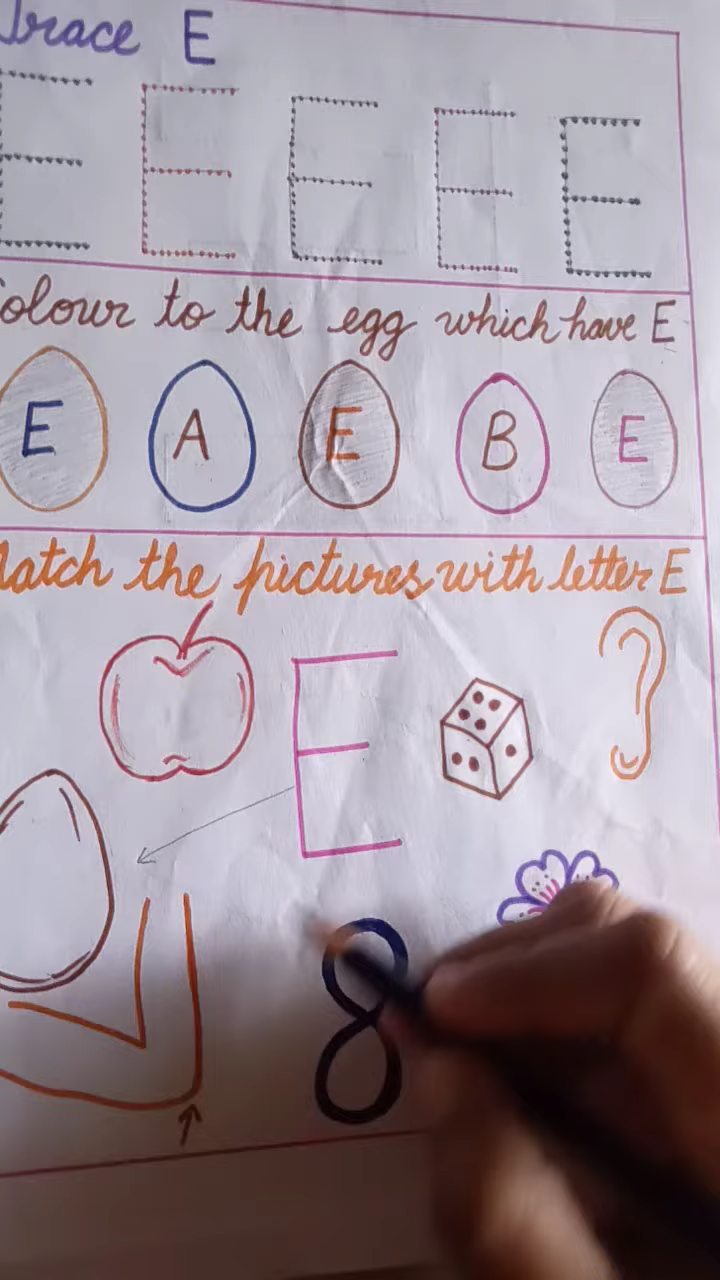 Trace E
E E E E E
Colour to the egg which have E
E A E B E
Match the pictures with letter E
E
8